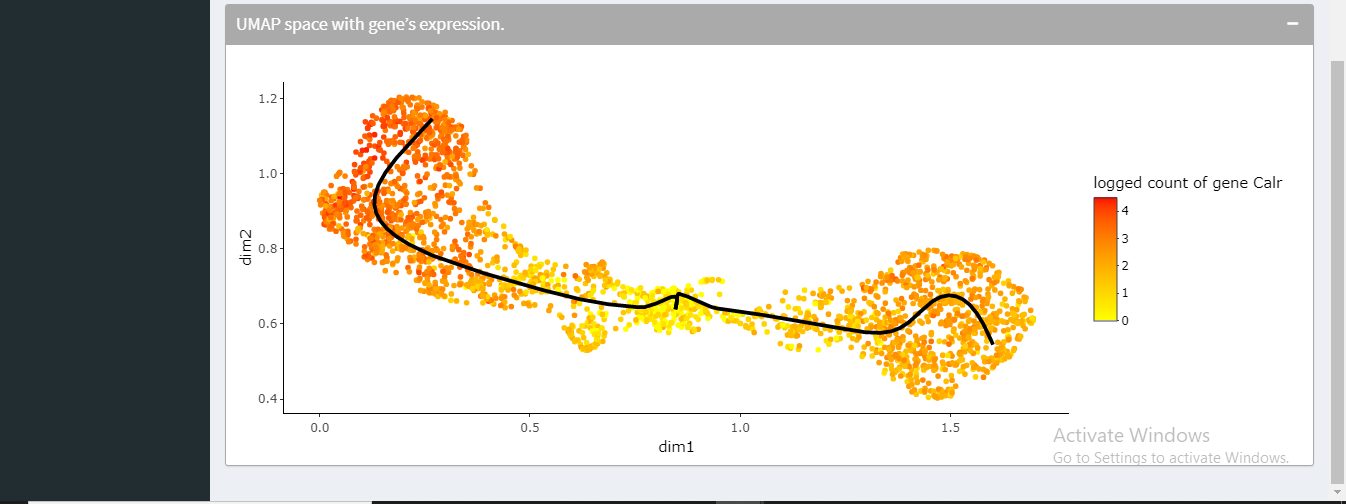 UMAP space with gene's expression.
1.2
1.0
0.8
0.6
0.4
dim2
0.0
0.5
1.0
1.5
dim1
logged count of gene Calr
4
3
2
1
0
Activate Windows
Go to Settings to activate Windows.